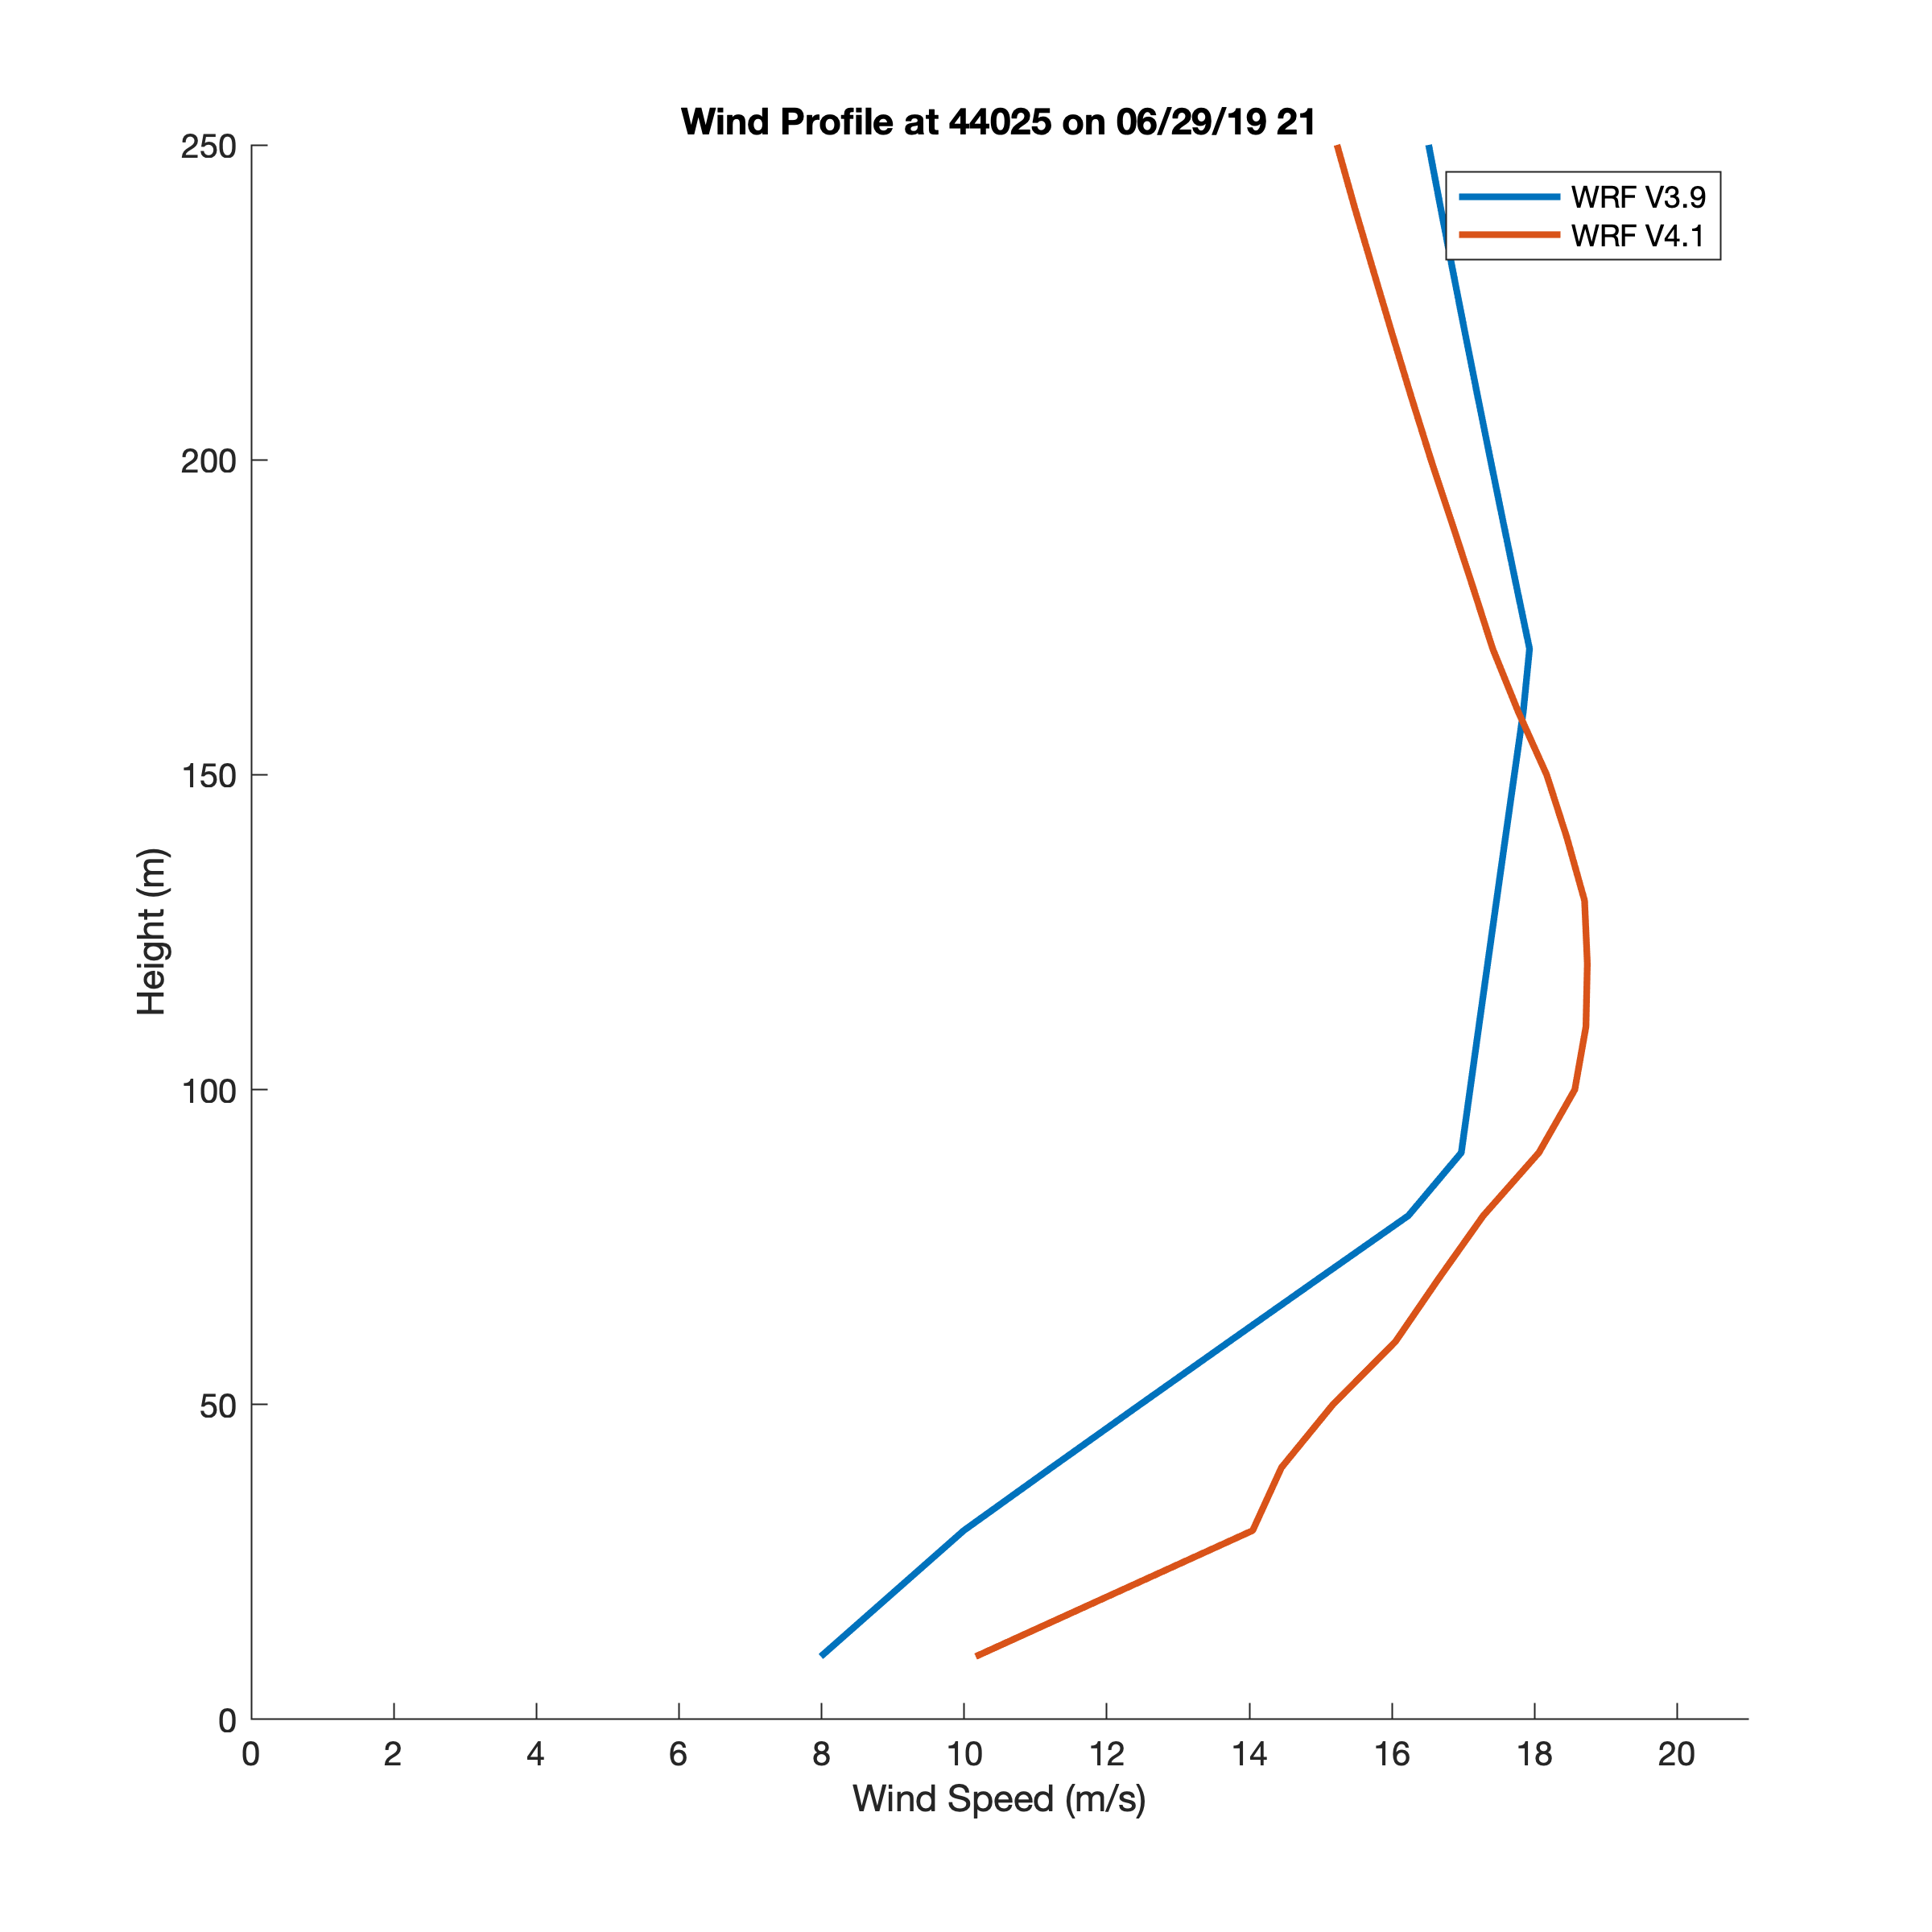 Wind Profile at 44025 on 06/29/19 21
WRF V3.9
WRF V4.1
250
200
150
100
50
0
Height (m)
0 2 4 6 8 10 12 14 16 18 20
Wind Speed (m/s)